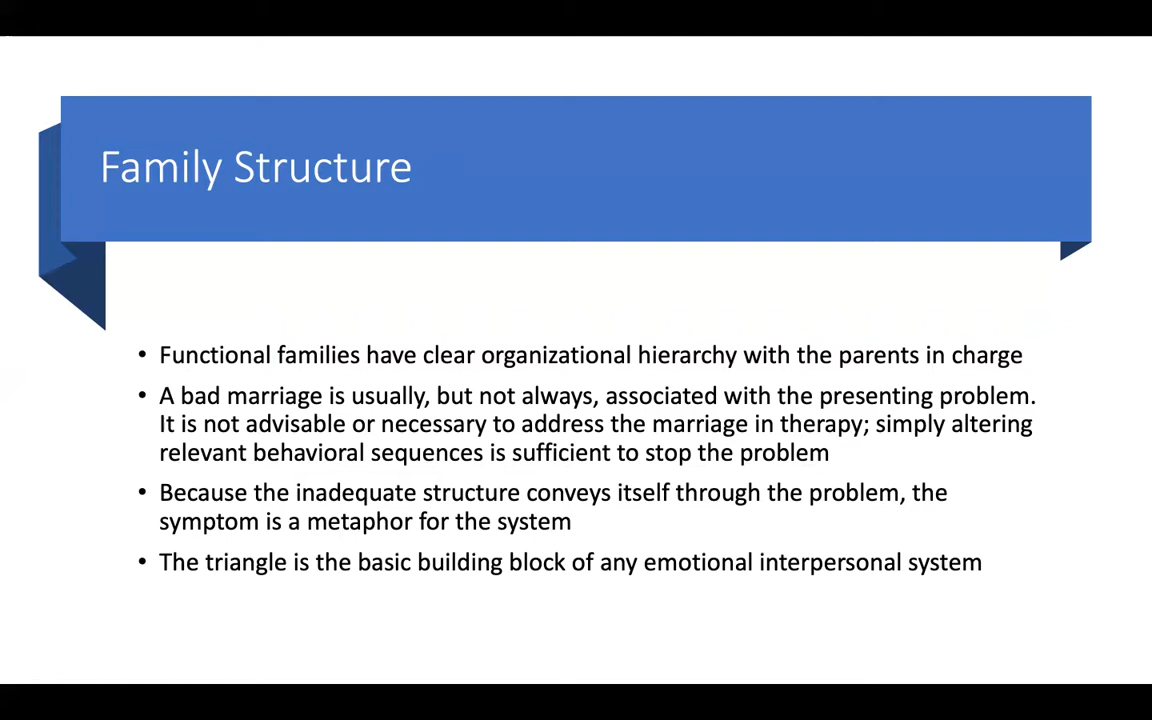 Family Structure
• Functional families have clear organizational hierarchy with the parents in charge
• A bad marriage is usually, but not always, associated with the presenting problem.
It is not advisable or necessary to address the marriage in therapy; simply altering
relevant behavioral sequences is sufficient to stop the problem
• Because the inadequate structure conveys itself through the problem, the
symptom is a metaphor for the system
• The triangle is the basic building block of any emotional interpersonal system